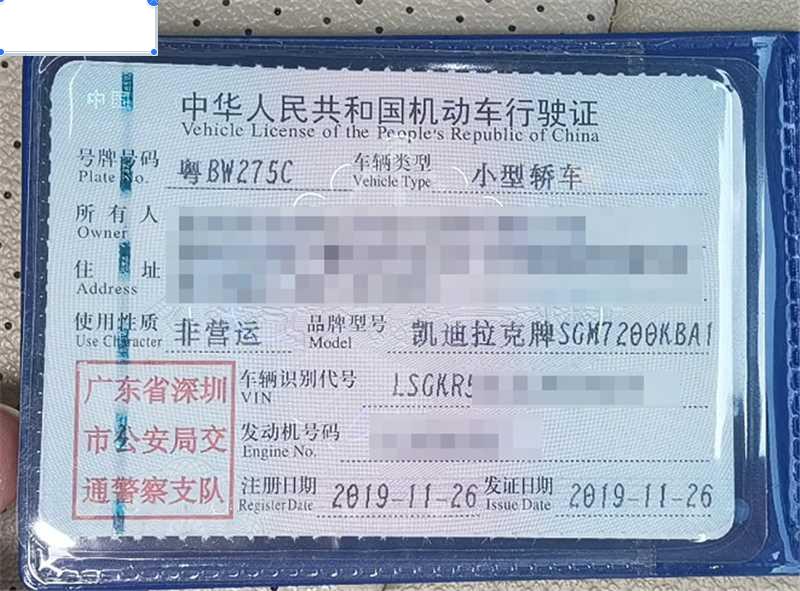 中华人民共和国机动车行驶证
Vehicle License of the People's Republic of China
号牌号码 粤BW275C 车辆类型 小型轿车
Plate No. Vehicle Type
所有人
Owner
住址
Address
使用性质 非营运 品牌型号 凯迪拉克牌SGM7200KBA1
Use Character Model
广东省深圳
市公安局交
通警察支队
车辆识别代号 LSGKR5
VIN
发动机号码
Engine No.
注册日期 2019-11-26 发证日期 2019-11-26
Register Date Issue Date